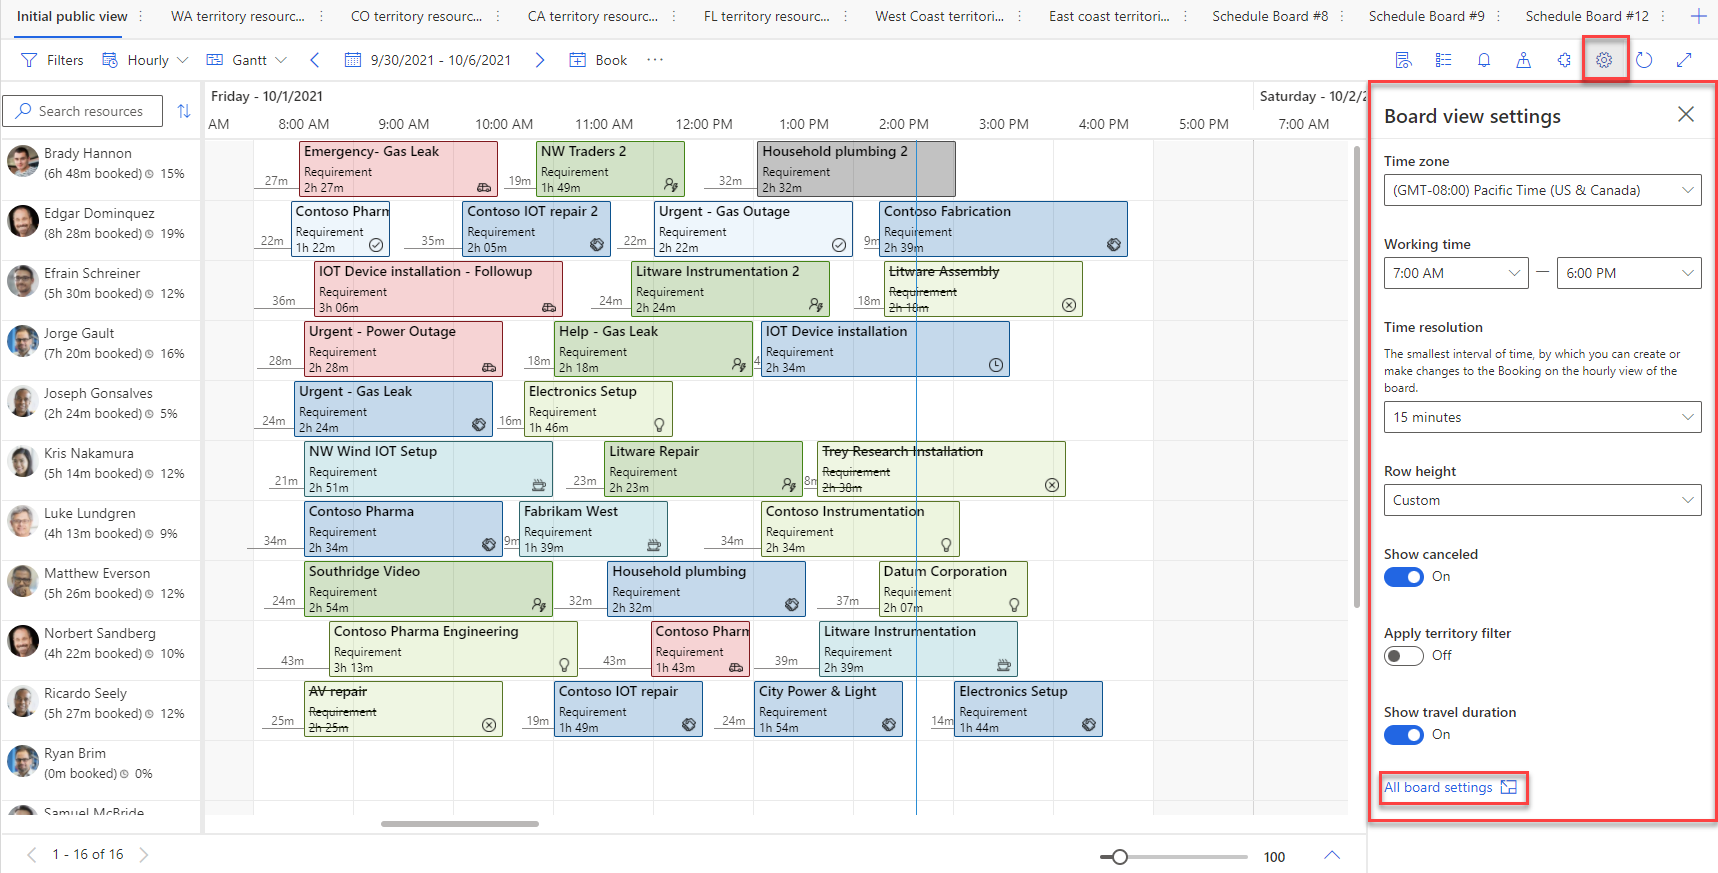 Initial public view
WA territory resourc...
CO territory resourc...
CA territory resourc...
FL territory resourc...
West Coast territori...
East coast territori...
Schedule Board #8
Schedule Board #9
Schedule Board #12
Filters
Hourly
Gantt
9/30/2021 - 10/6/2021
Book
Search resources
Friday - 10/1/2021
Saturday - 10/2/2
AM 8:00 AM 9:00 AM 10:00 AM 11:00 AM 12:00 PM 1:00 PM 2:00 PM 3:00 PM 4:00 PM 5:00 PM 7:00 AM
Brady Hannon
(6h 48m booked) 15%
27m
Emergency- Gas Leak
Requirement
2h 27m
19m
NW Traders 2
Requirement
1h 49m
32m
Household plumbing 2
Requirement
2h 32m
Edgar Dominquez
(8h 28m booked) 19%
22m
Contoso Pharm
Requirement
1h 22m
35m
Contoso IOT repair 2
Requirement
2h 05m
22m
Urgent - Gas Outage
Requirement
2h 22m
9m
Contoso Fabrication
Requirement
2h 39m
Efrain Schreiner
(5h 30m booked) 12%
36m
IOT Device installation - Followup
Requirement
3h 06m
24m
Litware Instrumentation 2
Requirement
2h 24m
18m
Litware Assembly
Requirement
2h 18m
Jorge Gault
(7h 20m booked) 16%
28m
Urgent - Power Outage
Requirement
2h 28m
18m
Help - Gas Leak
Requirement
2h 18m
4
IOT Device installation
Requirement
2h 34m
Joseph Gonsalves
(2h 24m booked) 5%
24m
Urgent - Gas Leak
Requirement
2h 24m
16m
Electronics Setup
Requirement
1h 46m
Kris Nakamura
(5h 14m booked) 12%
21m
NW Wind IOT Setup
Requirement
2h 51m
23m
Litware Repair
Requirement
2h 23m
8m
Trey Research Installation
Requirement
2h 38m
Luke Lundgren
(4h 13m booked) 9%
34m
Contoso Pharma
Requirement
2h 34m
9m
Fabrikam West
Requirement
1h 39m
34m
Contoso Instrumentation
Requirement
2h 34m
Matthew Everson
(5h 26m booked) 12%
24m
Southridge Video
Requirement
2h 54m
32m
Household plumbing
Requirement
2h 32m
37m
Datum Corporation
Requirement
2h 07m
Norbert Sandberg
(4h 22m booked) 10%
43m
Contoso Pharma Engineering
Requirement
3h 13m
43m
Contoso Pharm
Requirement
1h 43m
39m
Litware Instrumentation
Requirement
2h 39m
Ricardo Seely
(5h 27m booked) 12%
25m
AV repair
Requirement
2h 25m
19m
Contoso IOT repair
Requirement
1h 49m
24m
City Power & Light
Requirement
1h 54m
14m
Electronics Setup
Requirement
1h 44m
Ryan Brim
(0m booked) 0%
Samuel McBride
1 - 16 of 16
100
Board view settings
Time zone
(GMT-08:00) Pacific Time (US & Canada)
Working time
7:00 AM — 6:00 PM
Time resolution
The smallest interval of time, by which you can create or
make changes to the Booking on the hourly view of the
board.
15 minutes
Row height
Custom
Show canceled
On
Apply territory filter
Off
Show travel duration
On
All board settings